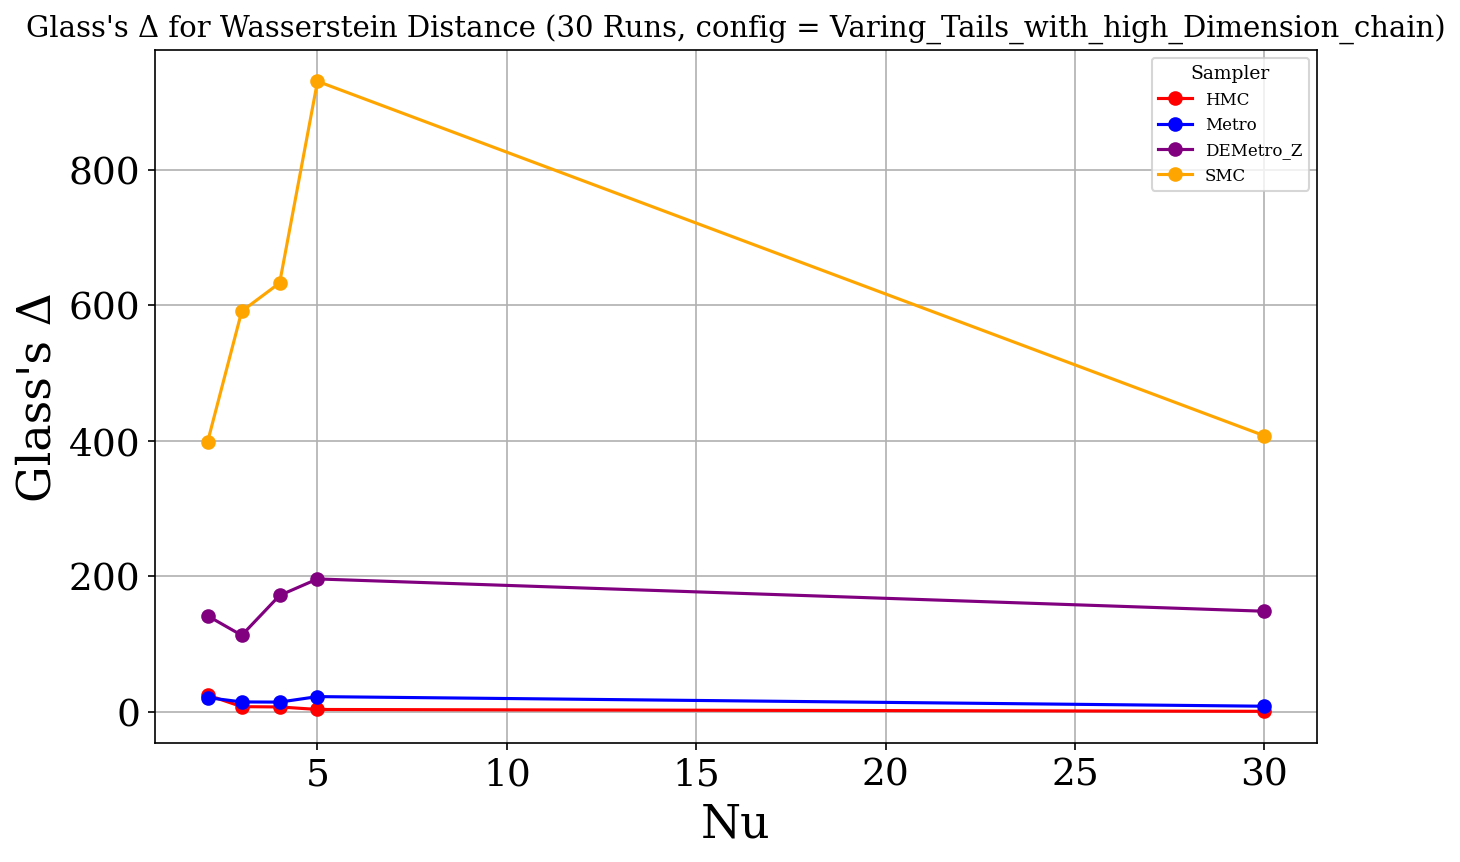 Glass's Δ for Wasserstein Distance (30 Runs, config = Varing_Tails_with_high_Dimension_chain)
Sampler
HMC
Metro
DEMetro_Z
SMC
Glass's Δ
800
600
400
200
0
5 10 15 20 25 30
Nu